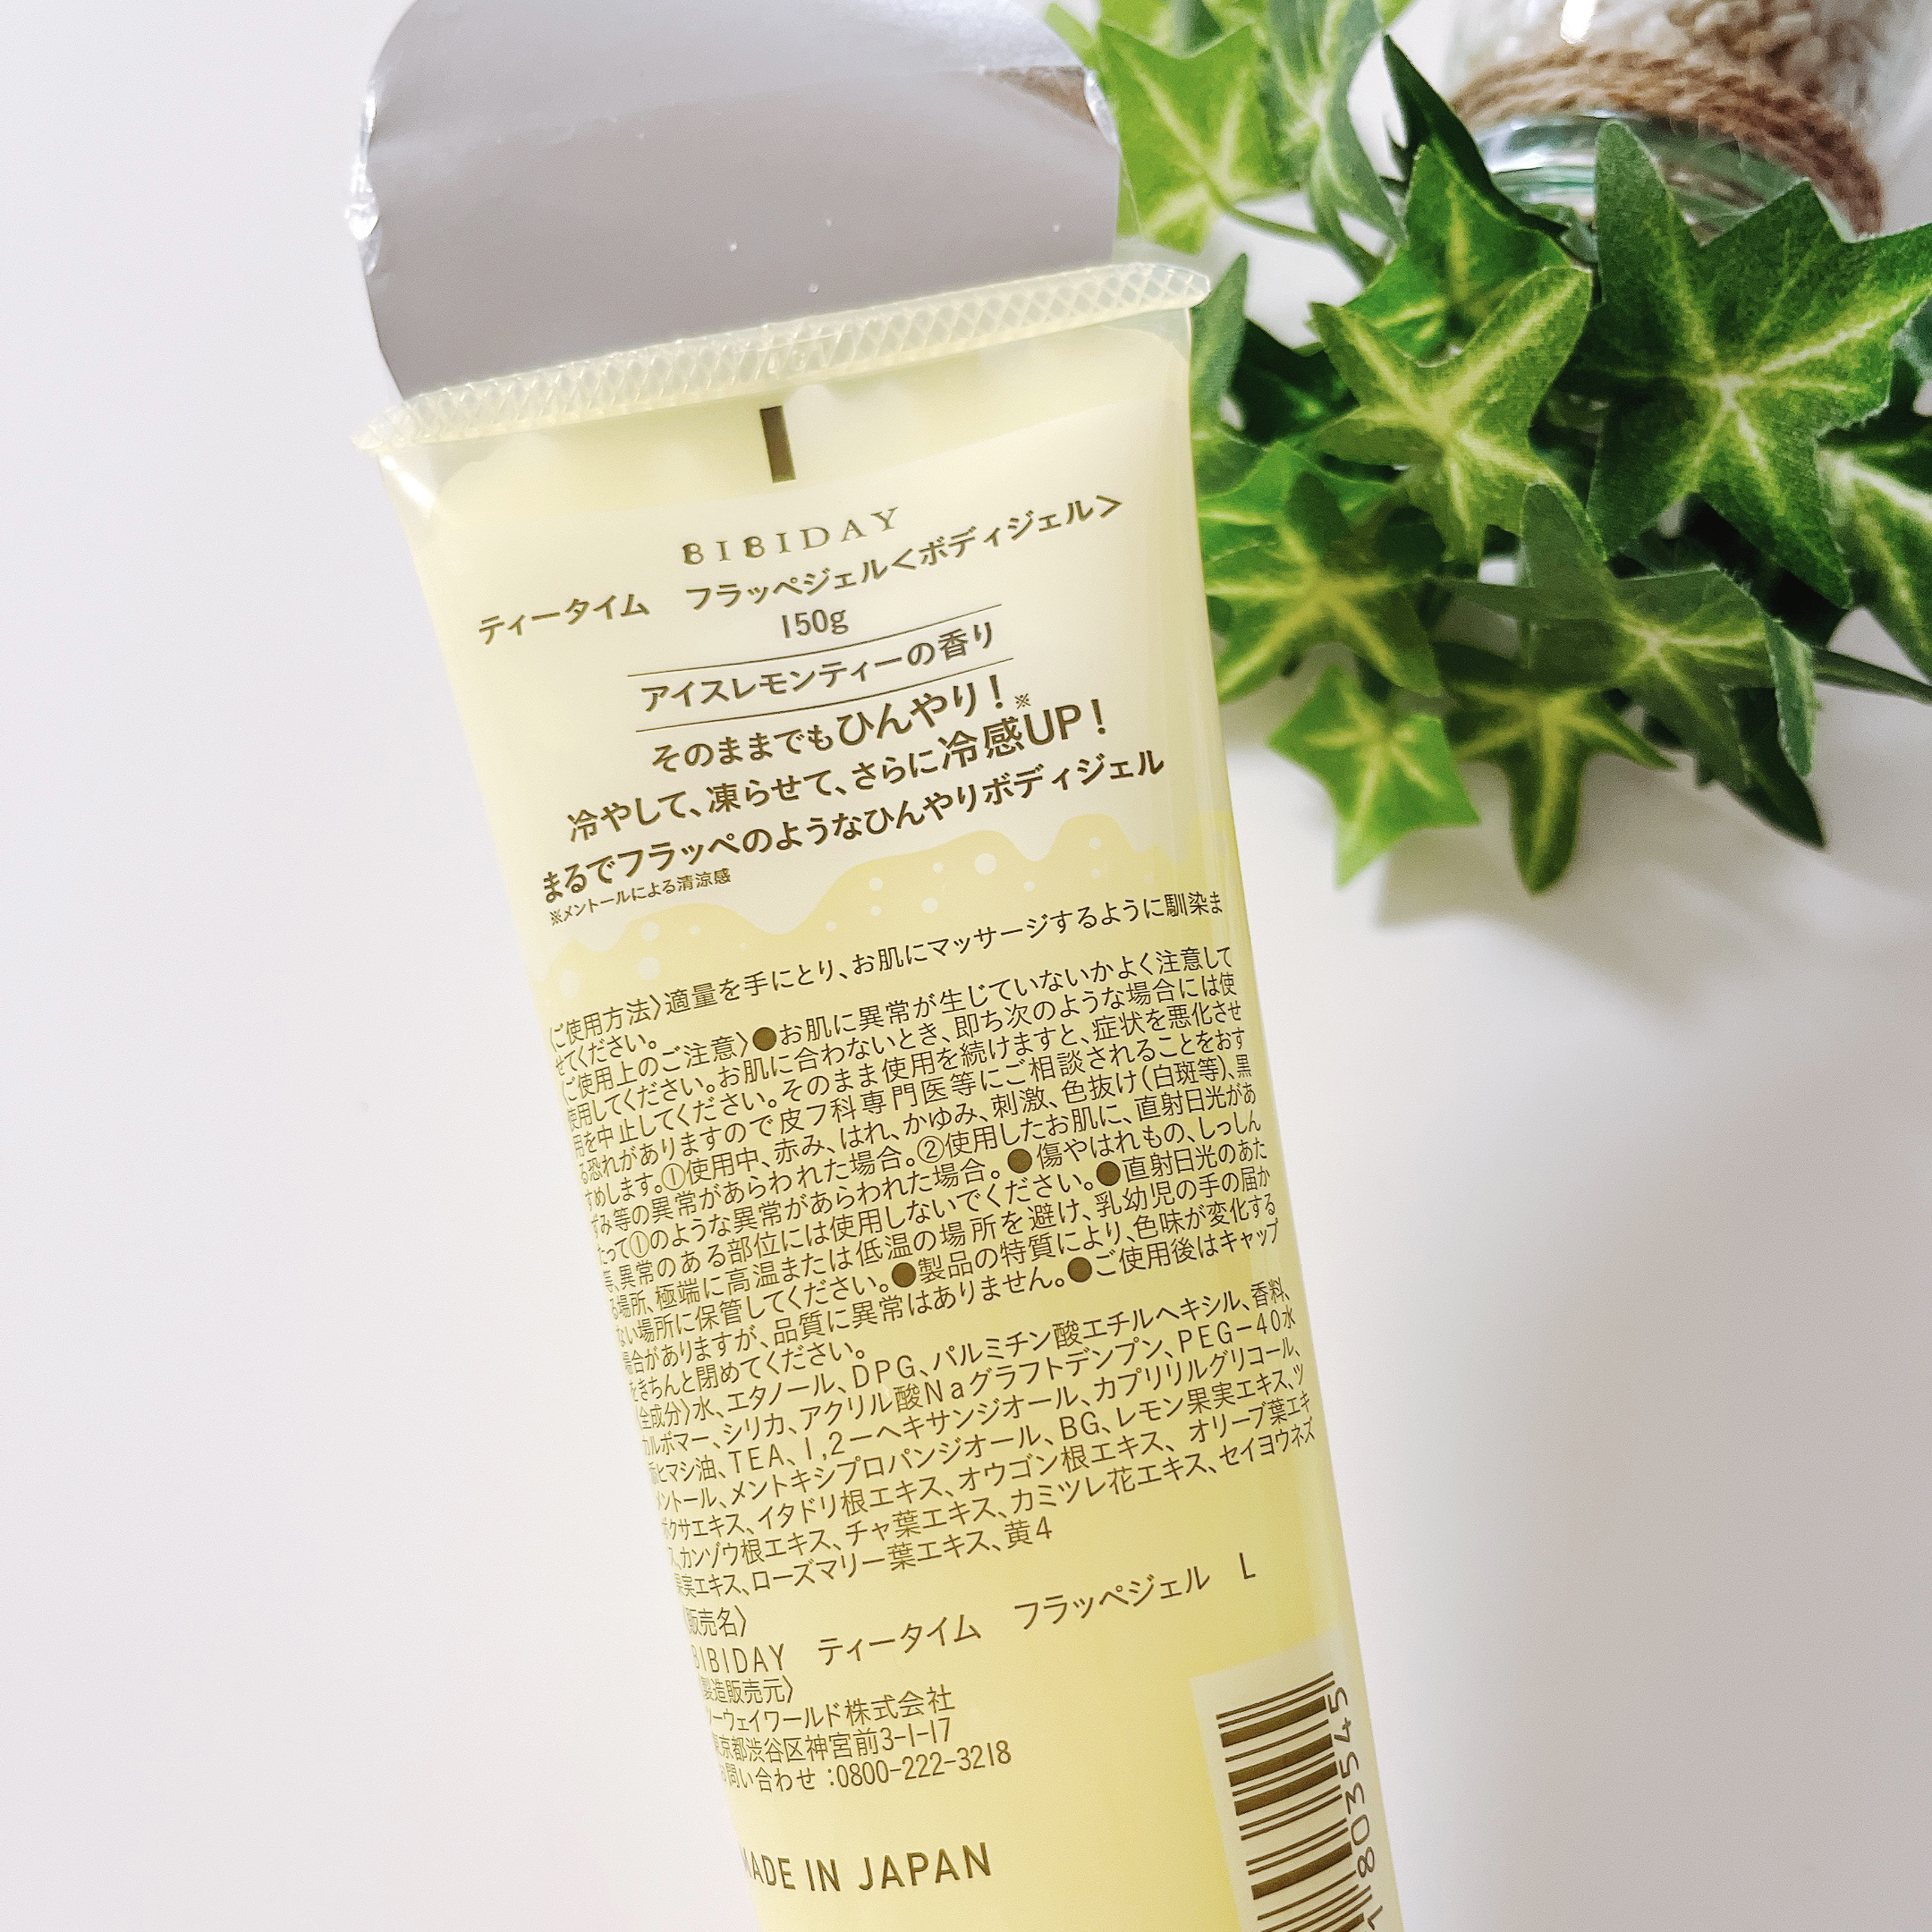 BIBIDAY
ティータイム フラッペジェル<ボディジェル>
150g
アイスレモンティーの香り
そのままでもひんやり!※
冷やして、凍らせて、さらに冷感UP!
まるでフラッペのようなひんやりボディジェル
※メントールによる清涼感
ご使用方法〉適量を手にとり、お肌にマッサージするように馴染ま
せてください。
ご使用上のご注意〉●お肌に異常が生じていないかよく注意して
使用してください。お肌に合わないとき、即ち次のような場合には使
用を中止してください。そのまま使用を続けますと、症状を悪化させ
る恐れがありますので皮フ科専門医等にご相談されることをおす
すめします。①使用中、赤み、はれ、かゆみ、刺激、色抜け(白斑等)、黒
ずみ等の異常があらわれた場合。②使用したお肌に、直射日光があ
たって①のような異常があらわれた場合。●傷やはれもの、しっしん
等、異常のある部位には使用しないでください。●直射日光のあた
る場所、極端に高温または低温の場所を避け、乳幼児の手の届か
ない場所に保管してください。●製品の特質により、色味が変化する
場合がありますが、品質に異常はありません。●ご使用後はキャップ
をきちんと閉めてください。
〈全成分〉水、エタノール、DPG、パルミチン酸エチルヘキシル、香料、
カルボマー、シリカ、アクリル酸Naグラフトデンプン、PEG-40水
添ヒマシ油、TEA、1,2-ヘキサンジオール、カプリリルグリコール、
メントール、メントキシプロパンジオール、BG、レモン果実エキス、ツ
ボクサエキス、イタドリ根エキス、オウゴン根エキス、オリーブ葉エキ
ス、カンゾウ根エキス、チャ葉エキス、カミツレ花エキス、セイヨウネズ
果実エキス、ローズマリー葉エキス、黄4
〈販売名〉
BIBIDAY ティータイム フラッペジェル L
〈製造販売元〉
ーウェイワールド株式会社
東京都渋谷区神宮前3-1-17
お問い合わせ:0800-222-3218
MADE IN JAPAN
1803545